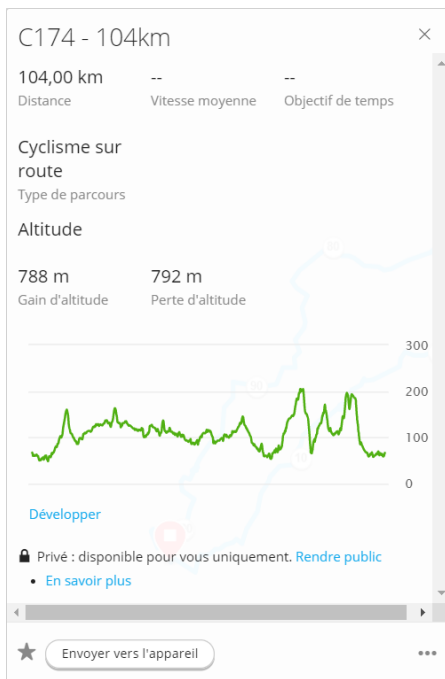 C174 - 104km
104,00 km -- --
Distance Vitesse moyenne Objectif de temps
Cyclisme sur
route
Type de parcours
Altitude
788 m 792 m
Gain d'altitude Perte d'altitude
300
200
100
0
Développer
Privé : disponible pour vous uniquement. Rendre public
• En savoir plus
Envoyer vers l'appareil